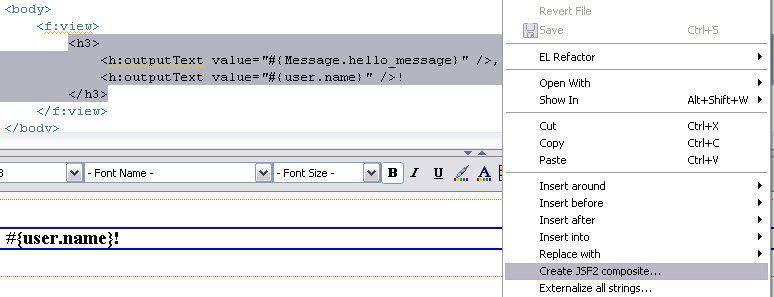 <body>
<f:view>
<h3>
<h:outputText value="#{Message.hello_message}" />,
<h:outputText value="#{user.name}" />!
</h3>
</f:view>
</body>
- Font Name -
- Font Size -
B I U A
#{user.name}!
Revert File
Save Ctrl+S
EL Refactor
Open With
Show In Alt+Shift+W
Cut Ctrl+X
Copy Ctrl+C
Paste Ctrl+V
Insert around
Insert before
Insert after
Insert into
Replace with
Create JSF2 composite...
Externalize all strings...